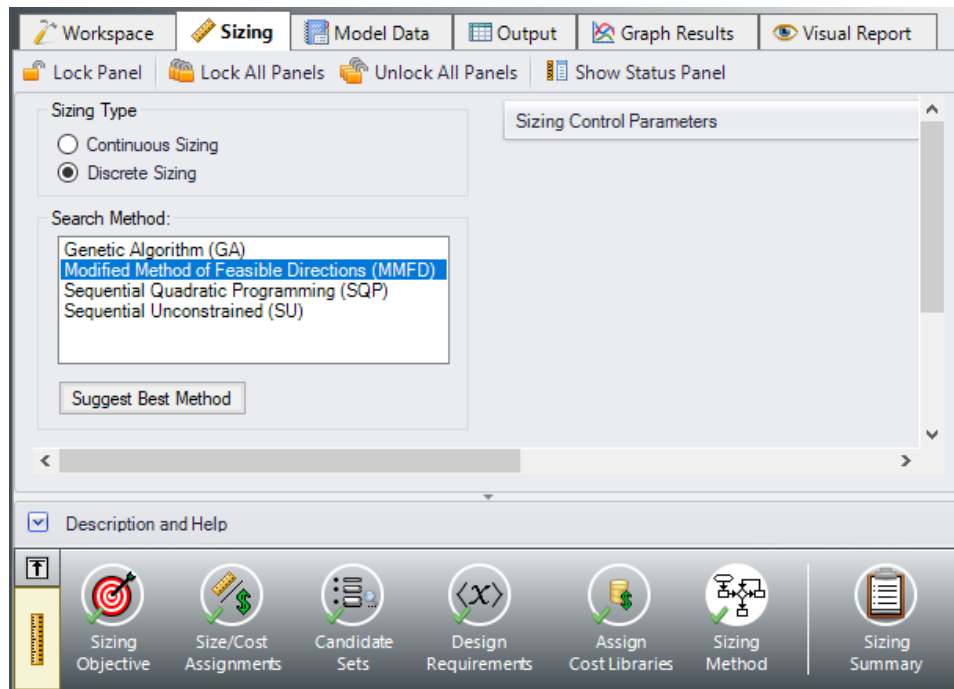 Workspace Sizing Model Data Output Graph Results Visual Report
Lock Panel Lock All Panels Unlock All Panels Show Status Panel
Sizing Type
Continuous Sizing
Discrete Sizing
Sizing Control Parameters
Search Method:
Genetic Algorithm (GA)
Modified Method of Feasible Directions (MMFD)
Sequential Quadratic Programming (SQP)
Sequential Unconstrained (SU)
Suggest Best Method
Description and Help
Sizing Objective
Size/Cost Assignments
Candidate Sets
Design Requirements
Assign Cost Libraries
Sizing Method
Sizing Summary